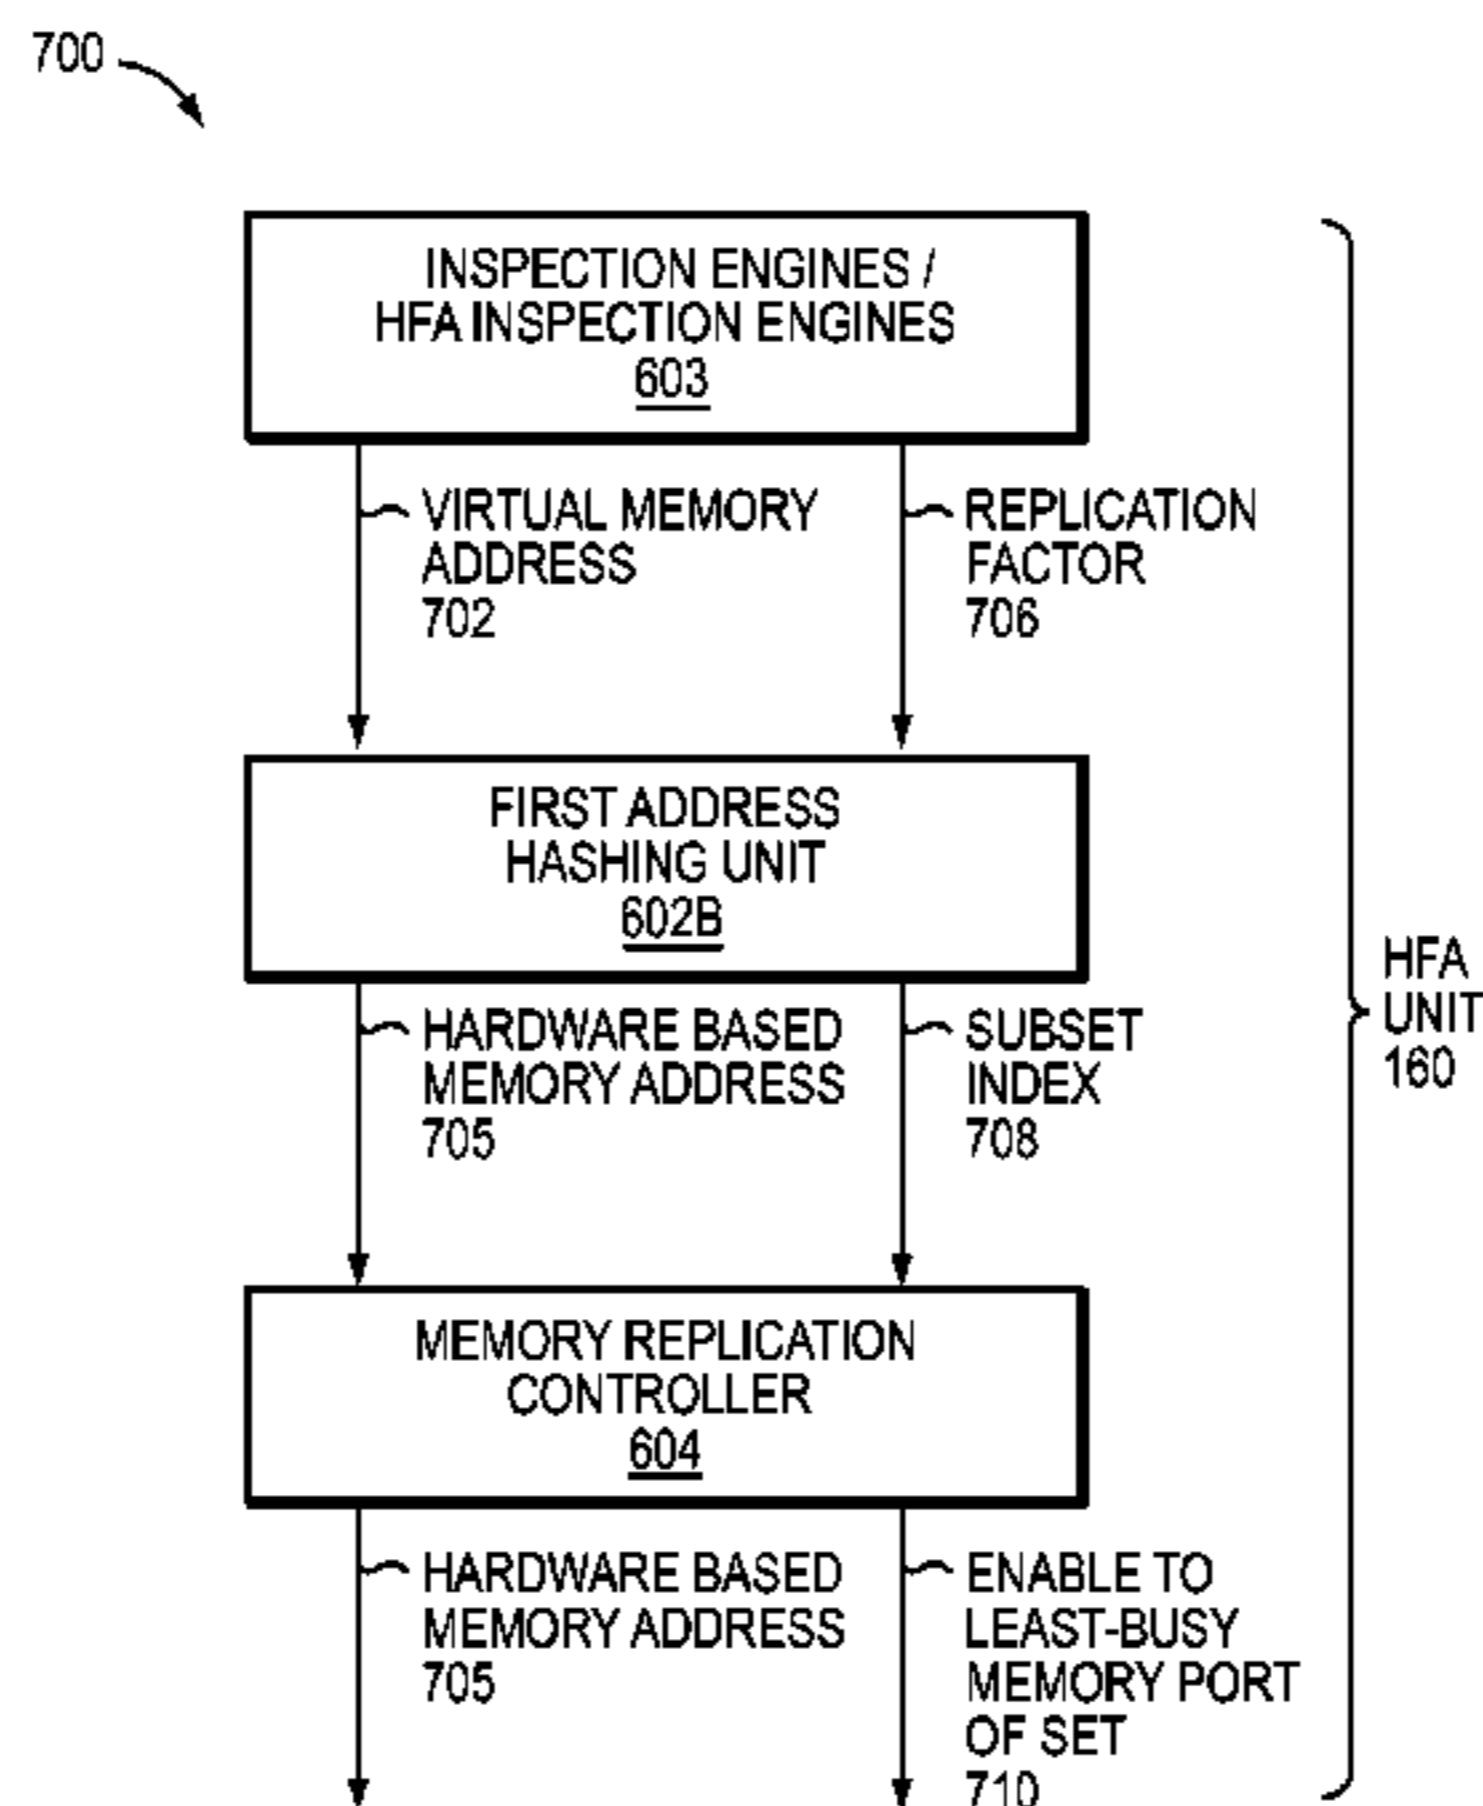 700
INSPECTION ENGINES /
HFA INSPECTION ENGINES
603
VIRTUAL MEMORY
ADDRESS
702
REPLICATION
FACTOR
706
FIRST ADDRESS
HASHING UNIT
602B
HARDWARE BASED
MEMORY ADDRESS
705
SUBSET
INDEX
708
HFA
UNIT
160
MEMORY REPLICATION
CONTROLLER
604
HARDWARE BASED
MEMORY ADDRESS
705
ENABLE TO
LEAST-BUSY
MEMORY PORT
OF SET
710